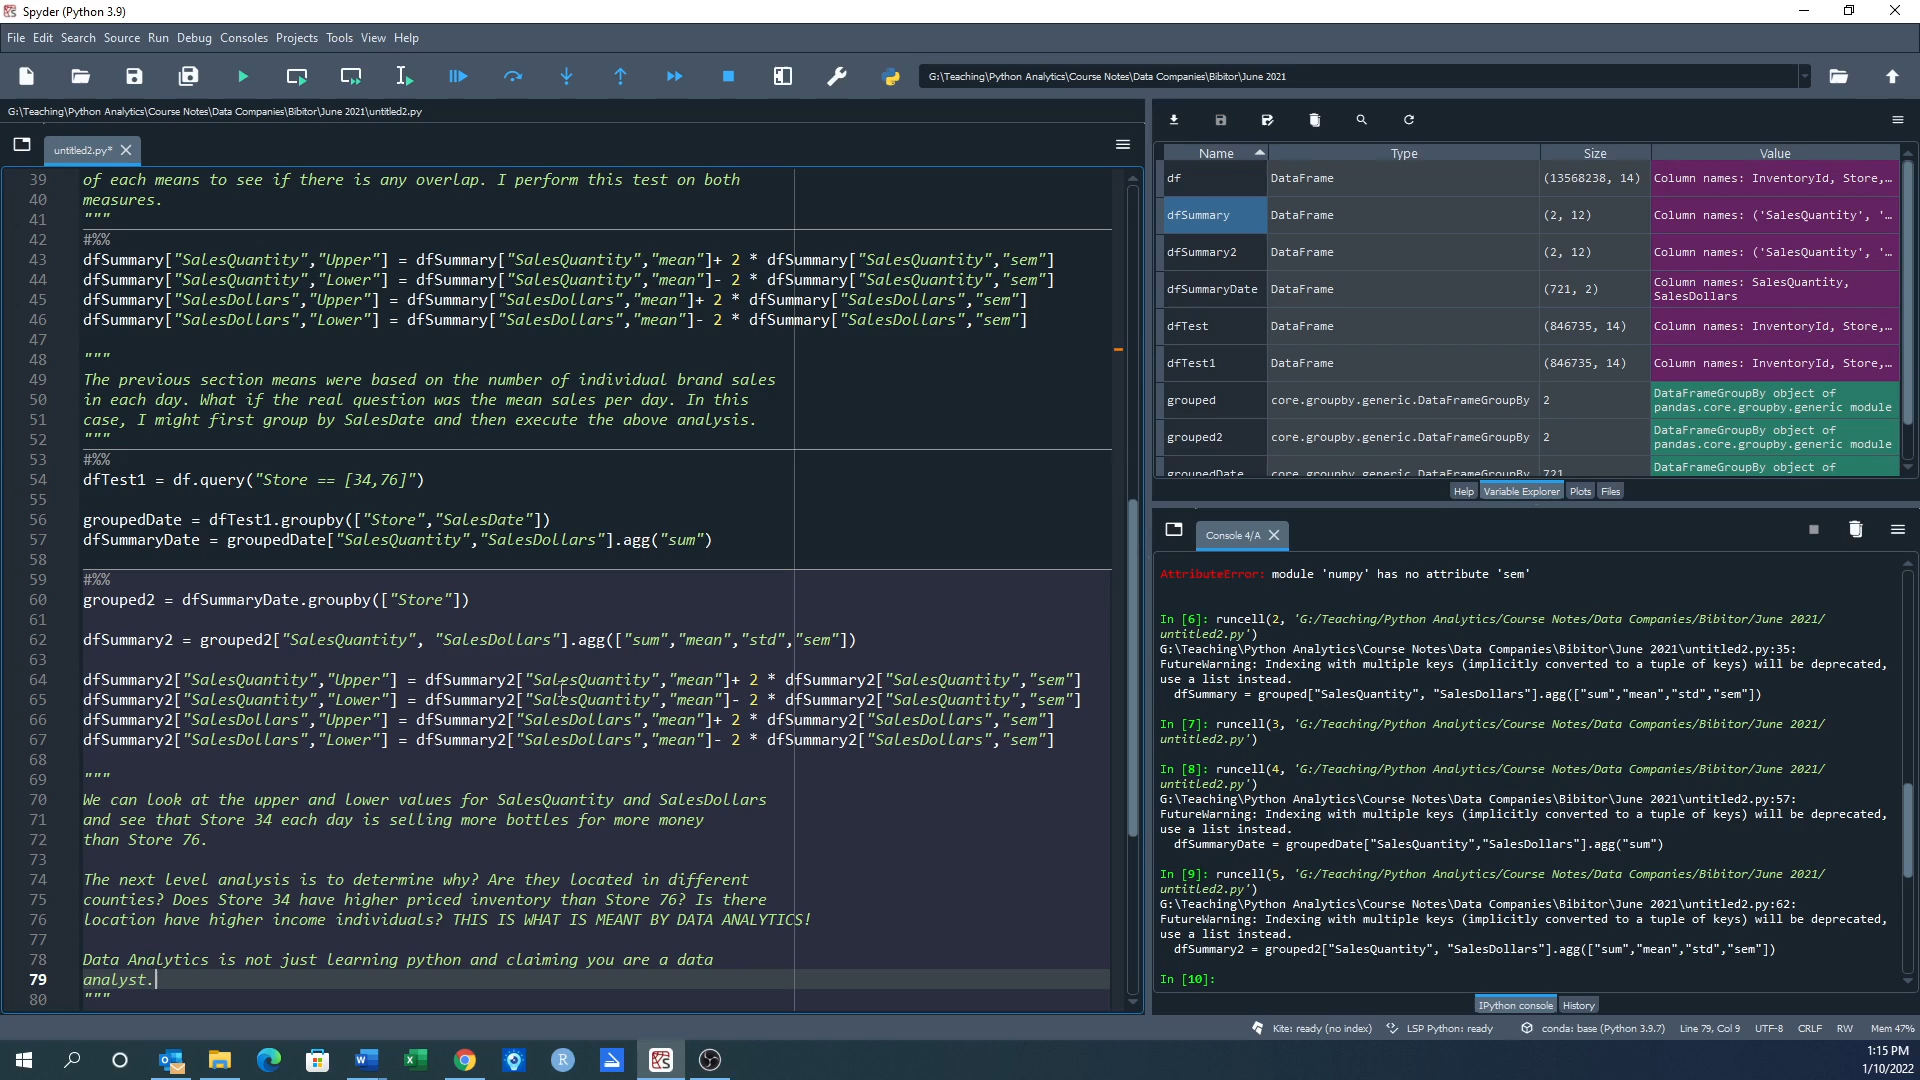 Spyder (Python 3.9)
File Edit Search Source Run Debug Consoles Projects Tools View Help
G:\Teaching\Python Analytics\Course Notes\Data Companies\Bibitor\June 2021
G:\Teaching\Python Analytics\Course Notes\Data Companies\Bibitor\June 2021\untitled2.py
untitled2.py*
39 of each means to see if there is any overlap. I perform this test on both
40 measures.
41 """
42 #%%
43 dfSummary["SalesQuantity","Upper"] = dfSummary["SalesQuantity","mean"]+ 2 * dfSummary["SalesQuantity","sem"]
44 dfSummary["SalesQuantity","Lower"] = dfSummary["SalesQuantity","mean"]- 2 * dfSummary["SalesQuantity","sem"]
45 dfSummary["SalesDollars","Upper"] = dfSummary["SalesDollars","mean"]+ 2 * dfSummary["SalesDollars","sem"]
46 dfSummary["SalesDollars","Lower"] = dfSummary["SalesDollars","mean"]- 2 * dfSummary["SalesDollars","sem"]
47
48 """
49 The previous section means were based on the number of individual brand sales
50 in each day. What if the real question was the mean sales per day. In this
51 case, I might first group by SalesDate and then execute the above analysis.
52 """
53 #%%
54 dfTest1 = df.query("Store == [34,76]")
55
56 groupedDate = dfTest1.groupby(["Store","SalesDate"])
57 dfSummaryDate = groupedDate["SalesQuantity","SalesDollars"].agg("sum")
58
59 #%%
60 grouped2 = dfSummaryDate.groupby(["Store"])
61
62 dfSummary2 = grouped2["SalesQuantity", "SalesDollars"].agg(["sum","mean","std","sem"])
63
64 dfSummary2["SalesQuantity","Upper"] = dfSummary2["SalesQuantity","mean"]+ 2 * dfSummary2["SalesQuantity","sem"]
65 dfSummary2["SalesQuantity","Lower"] = dfSummary2["SalesQuantity","mean"]- 2 * dfSummary2["SalesQuantity","sem"]
66 dfSummary2["SalesDollars","Upper"] = dfSummary2["SalesDollars","mean"]+ 2 * dfSummary2["SalesDollars","sem"]
67 dfSummary2["SalesDollars","Lower"] = dfSummary2["SalesDollars","mean"]- 2 * dfSummary2["SalesDollars","sem"]
68
69 """
70 We can look at the upper and lower values for SalesQuantity and SalesDollars
71 and see that Store 34 each day is selling more bottles for more money
72 than Store 76.
73
74 The next level analysis is to determine why? Are they located in different
75 counties? Does Store 34 have higher priced inventory than Store 76? Is there
76 location have higher income individuals? THIS IS WHAT IS MEANT BY DATA ANALYTICS!
77
78 Data Analytics is not just learning python and claiming you are a data
79 analyst.
80 """
Name Type Size Value
df DataFrame (13568238, 14) Column names: InventoryId, Store,…
dfSummary DataFrame (2, 12) Column names: ('SalesQuantity', '…
dfSummary2 DataFrame (2, 12) Column names: ('SalesQuantity', '…
dfSummaryDate DataFrame (721, 2) Column names: SalesQuantity,
SalesDollars
dfTest DataFrame (846735, 14) Column names: InventoryId, Store,…
dfTest1 DataFrame (846735, 14) Column names: InventoryId, Store,…
grouped core.groupby.generic.DataFrameGroupBy 2 DataFrameGroupBy object of
pandas.core.groupby.generic module
grouped2 core.groupby.generic.DataFrameGroupBy 2 DataFrameGroupBy object of
pandas.core.groupby.generic module
groupedDate core.groupby.generic.DataFrameGroupBy 721 DataFrameGroupBy object of
Help Variable Explorer Plots Files
Console 4/A
AttributeError: module 'numpy' has no attribute 'sem'
In [6]: runcell(2, 'G:/Teaching/Python Analytics/Course Notes/Data Companies/Bibitor/June 2021/
untitled2.py')
G:\Teaching\Python Analytics\Course Notes\Data Companies\Bibitor\June 2021\untitled2.py:35:
FutureWarning: Indexing with multiple keys (implicitly converted to a tuple of keys) will be deprecated,
use a list instead.
dfSummary = grouped["SalesQuantity", "SalesDollars"].agg(["sum","mean","std","sem"])
In [7]: runcell(3, 'G:/Teaching/Python Analytics/Course Notes/Data Companies/Bibitor/June 2021/
untitled2.py')
In [8]: runcell(4, 'G:/Teaching/Python Analytics/Course Notes/Data Companies/Bibitor/June 2021/
untitled2.py')
G:\Teaching\Python Analytics\Course Notes\Data Companies\Bibitor\June 2021\untitled2.py:57:
FutureWarning: Indexing with multiple keys (implicitly converted to a tuple of keys) will be deprecated,
use a list instead.
dfSummaryDate = groupedDate["SalesQuantity","SalesDollars"].agg("sum")
In [9]: runcell(5, 'G:/Teaching/Python Analytics/Course Notes/Data Companies/Bibitor/June 2021/
untitled2.py')
G:\Teaching\Python Analytics\Course Notes\Data Companies\Bibitor\June 2021\untitled2.py:62:
FutureWarning: Indexing with multiple keys (implicitly converted to a tuple of keys) will be deprecated,
use a list instead.
dfSummary2 = grouped2["SalesQuantity", "SalesDollars"].agg(["sum","mean","std","sem"])
In [10]:
IPython console History
Kite: ready (no index) LSP Python: ready conda: base (Python 3.9.7) Line 79, Col 9 UTF-8 CRLF RW Mem 47%
1:15 PM
1/10/2022